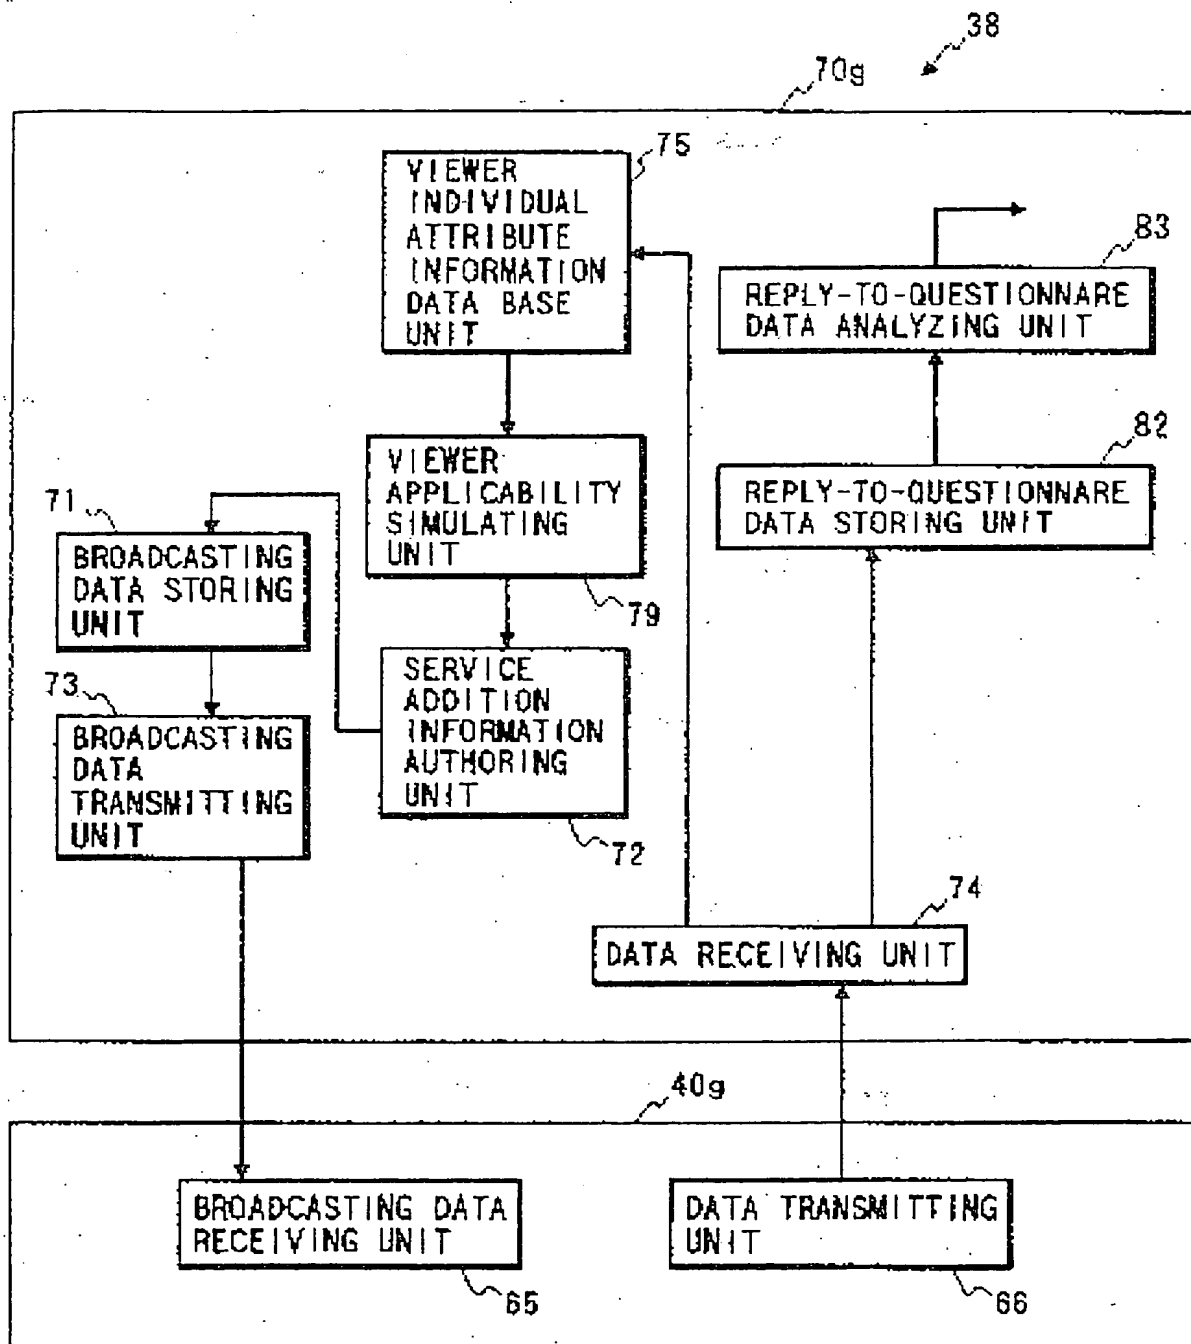 38
70g
75
VIEWER
INDIVIDUAL
ATTRIBUTE
INFORMATION
DATA BASE
UNIT
83
REPLY-TO-QUESTIONNARE
DATA ANALYZING UNIT
82
REPLY-TO-QUESTIONNARE
DATA STORING UNIT
VIEWER
APPLICABILITY
SIMULATING
UNIT
79
71
BROADCASTING
DATA STORING
UNIT
73
BROADCASTING
DATA
TRANSMITTING
UNIT
SERVICE
ADDITION
INFORMATION
AUTHORING
UNIT
72
74
DATA RECEIVING UNIT
40g
BROADCASTING DATA
RECEIVING UNIT
65
DATA TRANSMITTING
UNIT
66